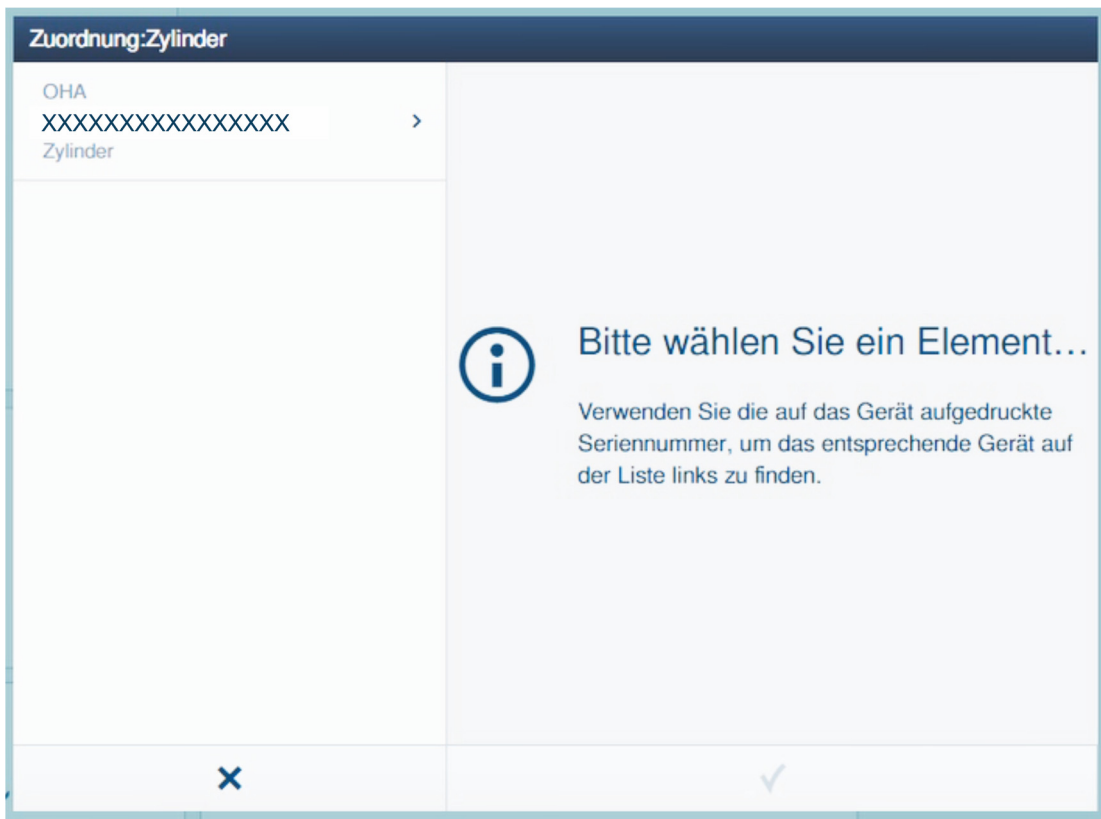 Zuordnung:Zylinder
OHA
XXXXXXXXXXXXXXXX
Zylinder
Bitte wählen Sie ein Element...
Verwenden Sie die auf das Gerät aufgedruckte
Seriennummer, um das entsprechende Gerät auf
der Liste links zu finden.